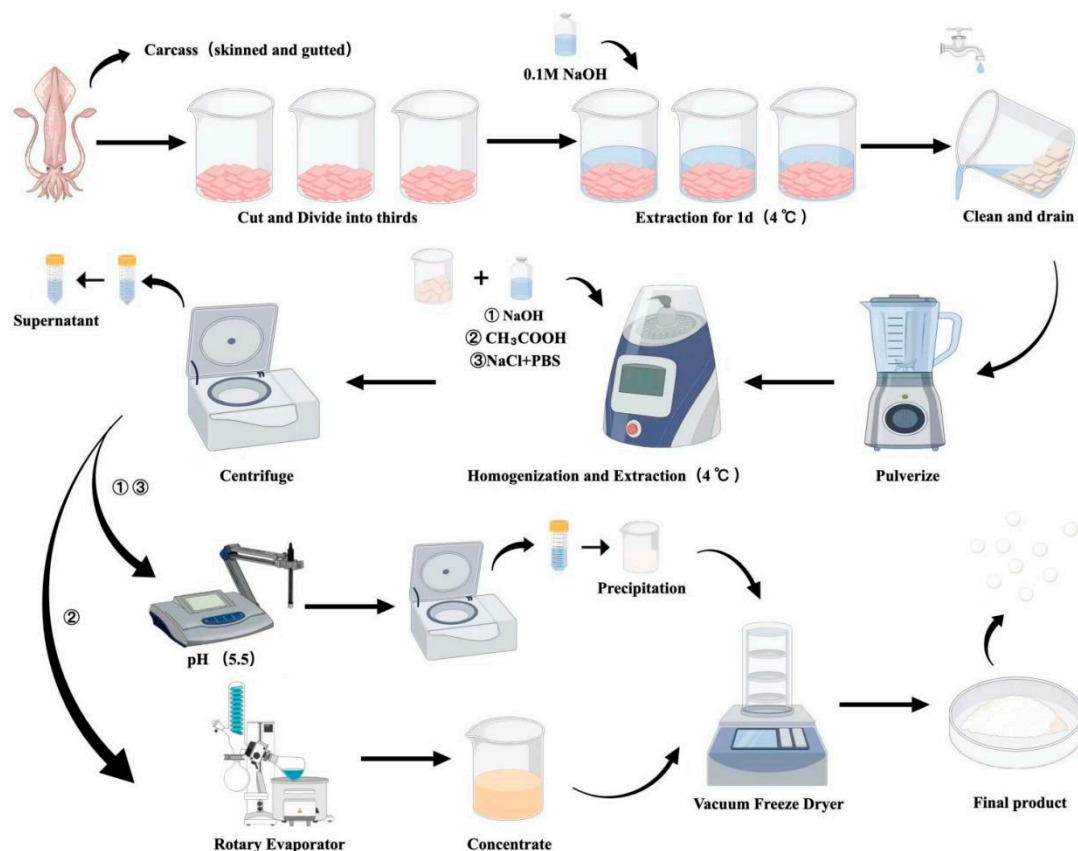 Carcass（skinned and gutted）
0.1M NaOH
Cut and Divide into thirds
Extraction for 1d（4℃）
Clean and drain
Supernatant
① NaOH
② CH₃COOH
③NaCl+PBS
Centrifuge
Homogenization and Extraction（4℃）
Pulverize
①③
②
Precipitation
pH （5.5）
Vacuum Freeze Dryer
Final product
Rotary Evaporator
Concentrate